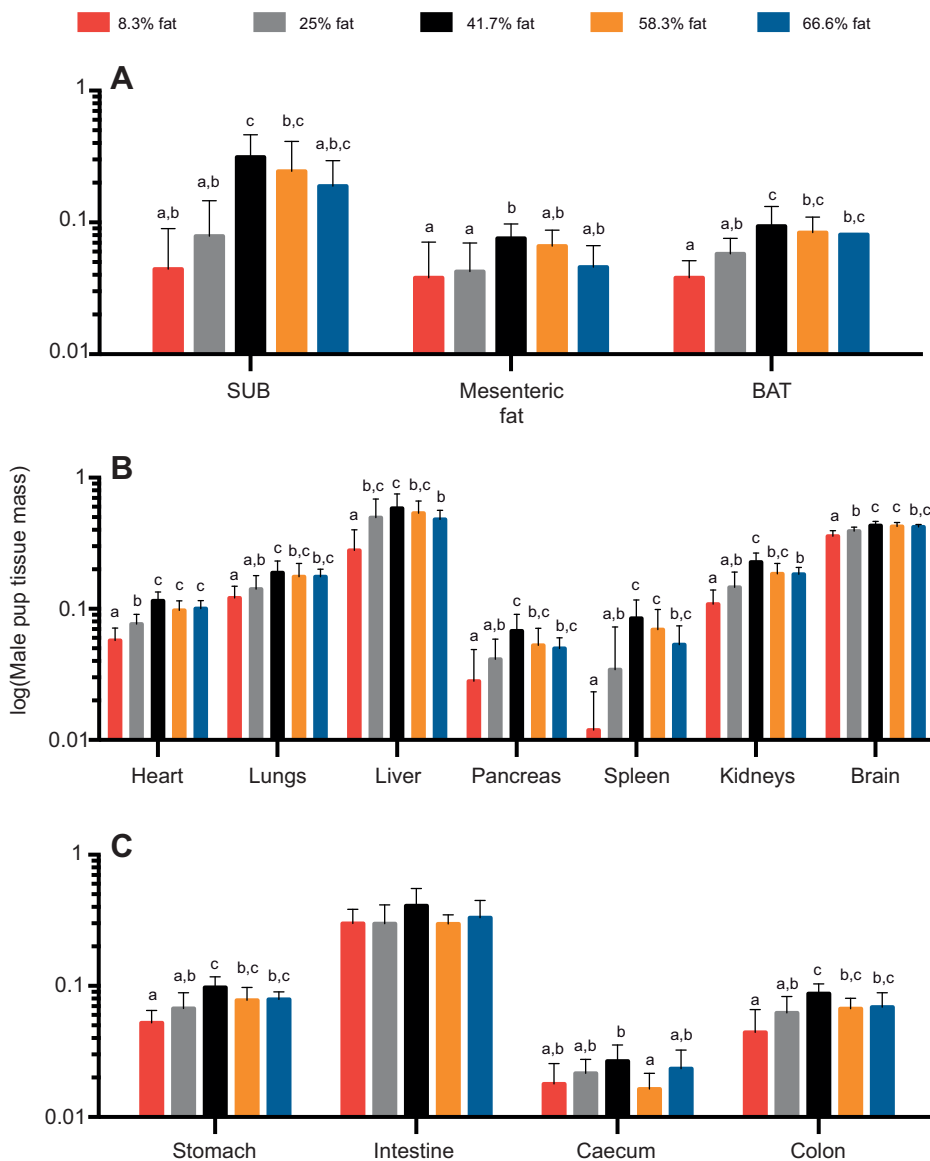 8.3% fat 25% fat 41.7% fat 58.3% fat 66.6% fat
A
1
0.1
0.01
a,b a,b c b,c a,b,c
a a b a,b a,b
a a,b c b,c b,c
SUB Mesenteric fat BAT
log(Male pup tissue mass)
B
1
0.1
0.01
a b c c c
a a,b c b,c b,c
a b,c c b,c b
a a,b c b,c b,c
a a,b c c b,c
a a,b c b,c b
a b c c b,c
Heart Lungs Liver Pancreas Spleen Kidneys Brain
C
1
0.1
0.01
a a,b c b,c b,c
a,b a,b b a a,b
a a,b c b,c b,c
Stomach Intestine Caecum Colon